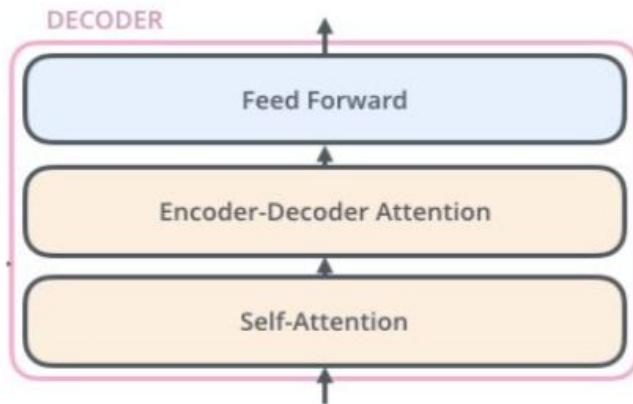 DECODER
Feed Forward
Encoder-Decoder Attention
Self-Attention